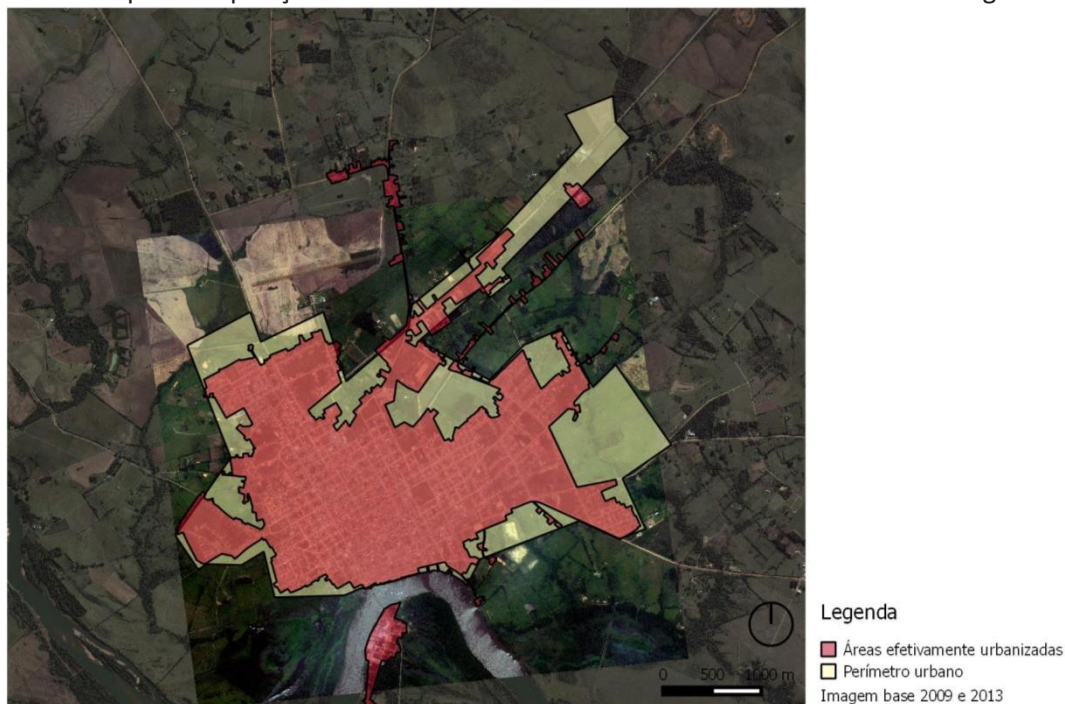 0 500 1000 m
Legenda
Áreas efetivamente urbanizadas
Perímetro urbano
Imagem base 2009 e 2013